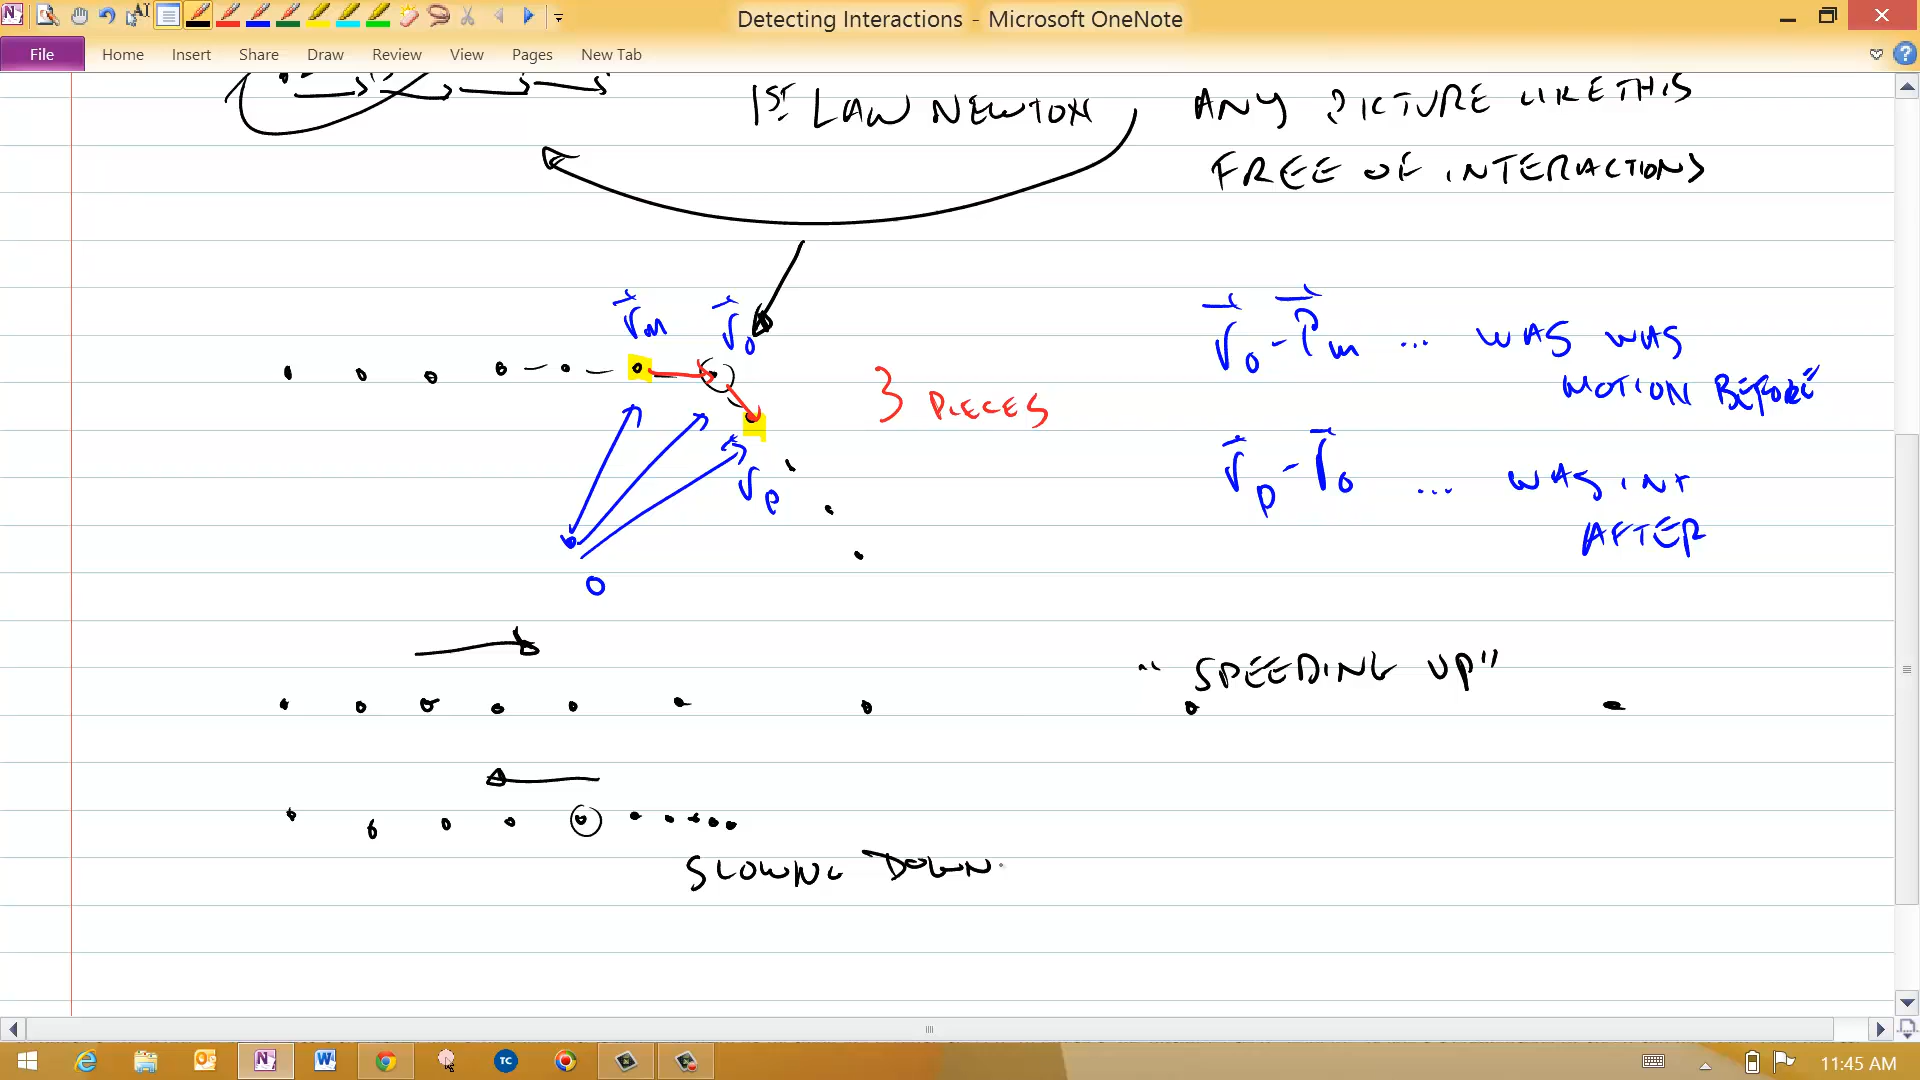 Detecting Interactions - Microsoft OneNote
File Home Insert Share Draw Review View Pages New Tab
1ST LAW NEWTON
ANY PICTURE LIKE THIS
FREE OF INTERACTIONS
r⃗m r⃗o
r⃗o - r⃗m ... WAS WAS
MOTION BEFORE"
3 PIECES
r⃗p
r⃗p - r⃗o ... WAS INT
AFTER
O
" SPEEDING UP"
SLOWNG DOWN
TC
11:45 AM